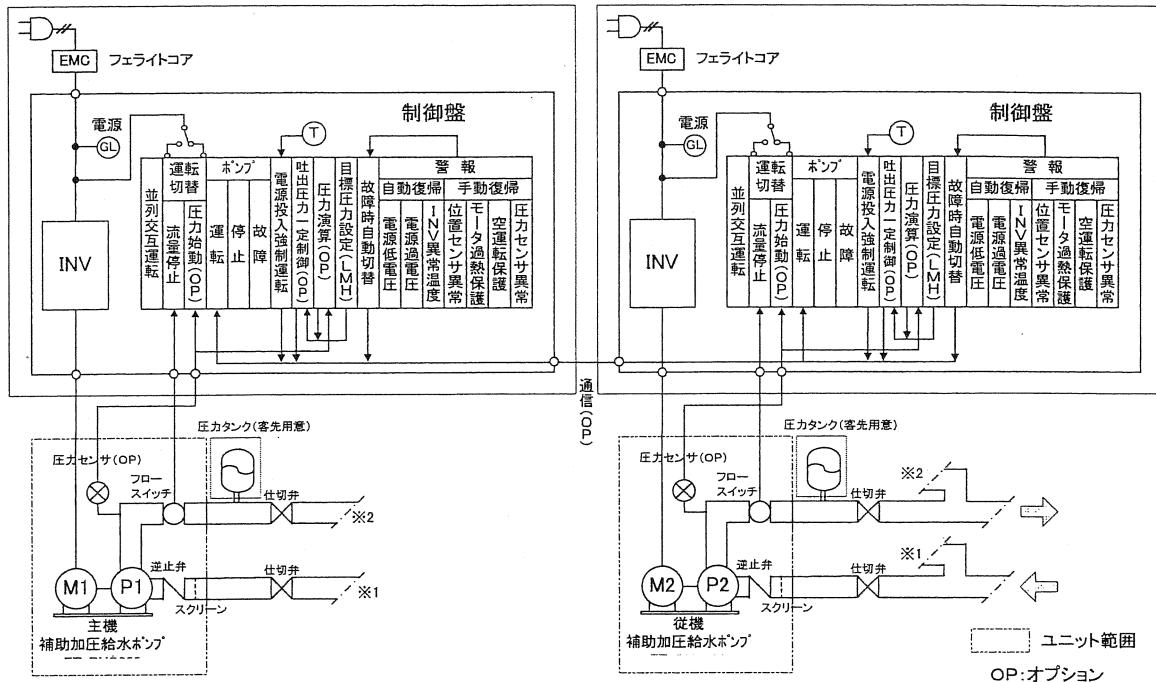 EMC
フェライトコア
制御盤
電源
GL
T
INV
並列交互運転
運転切替
流量停止
圧力始動(OP)
ポンプ
運転
停止
故障
電源投入強制運転
吐出圧力一定制御(OP)
圧力演算(OP)
目標圧力設定(LMH)
故障時自動切替
警報
自動復帰
手動復帰
電源低電圧
電源過電圧
INV異常温度
位置センサ異常
モータ過熱保護
空運転保護
圧力センサ異常
圧力タンク(客先用意)
圧力センサ(OP)
フロー
スイッチ
仕切弁
※2
M1
P1
逆止弁
仕切弁
※1
スクリーン
主機
補助加圧給水ポンプ
通信(OP)
EMC
フェライトコア
制御盤
電源
GL
T
INV
並列交互運転
運転切替
流量停止
圧力始動(OP)
ポンプ
運転
停止
故障
電源投入強制運転
吐出圧力一定制御(OP)
圧力演算(OP)
目標圧力設定(LMH)
故障時自動切替
警報
自動復帰
手動復帰
電源低電圧
電源過電圧
INV異常温度
位置センサ異常
モータ過熱保護
空運転保護
圧力センサ異常
圧力タンク(客先用意)
圧力センサ(OP)
フロー
スイッチ
仕切弁
※2
M2
P2
逆止弁
仕切弁
※1
スクリーン
従機
補助加圧給水ポンプ
ユニット範囲
OP:オプション